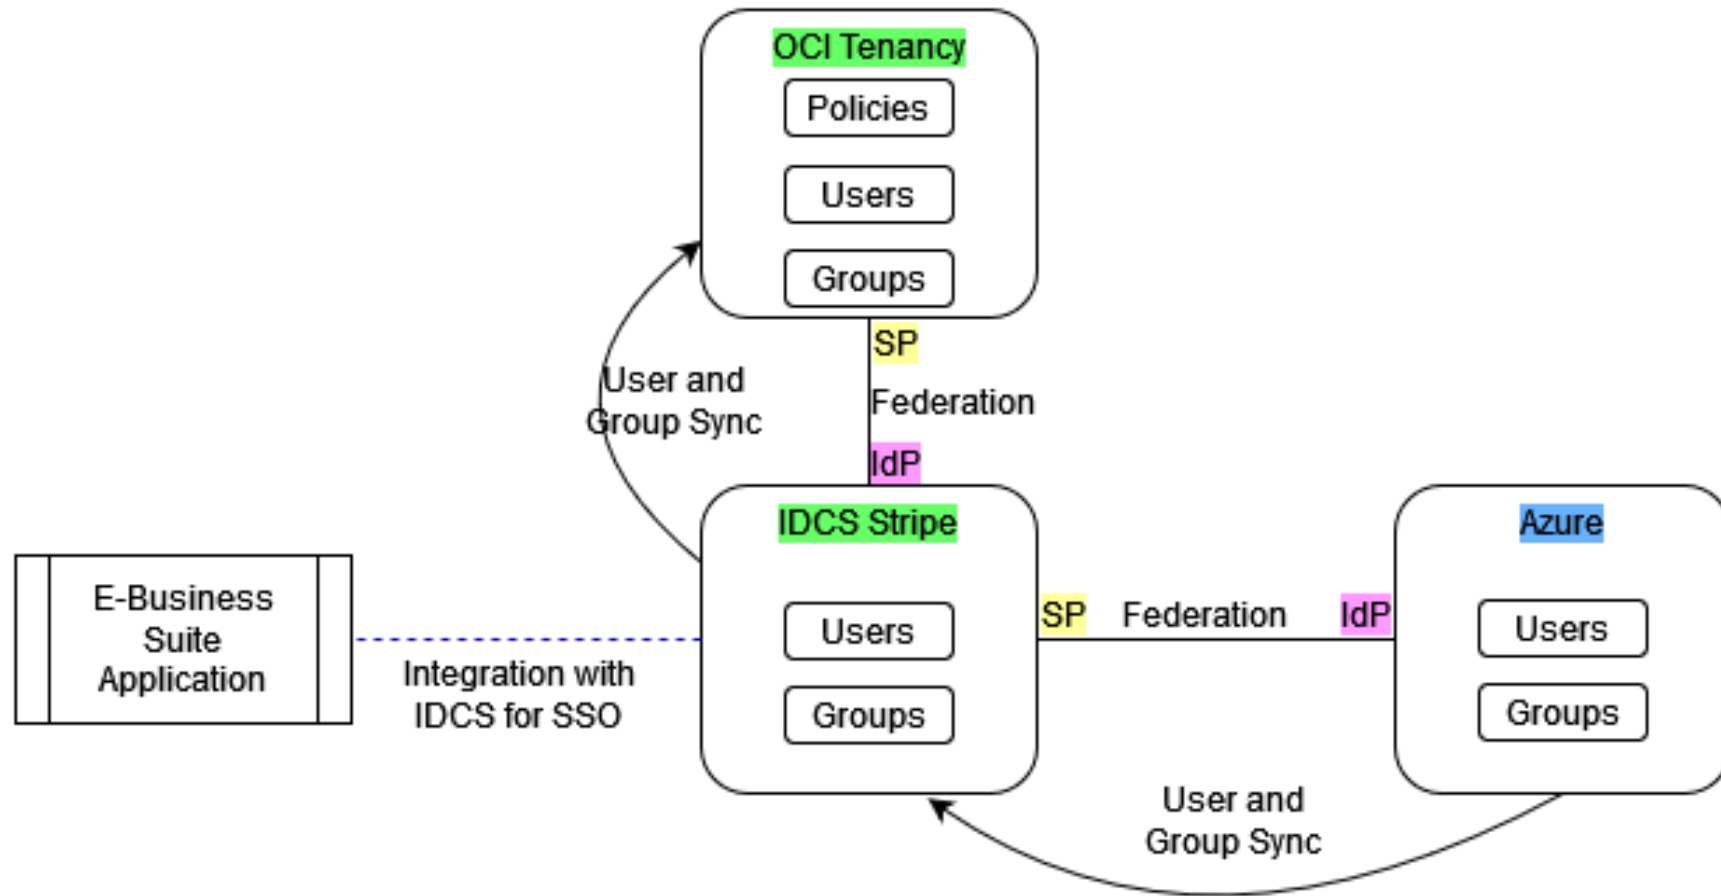 OCI Tenancy
Policies
Users
Groups
SP
User and
Group Sync
Federation
IdP
IDCS Stripe
Users
Groups
E-Business
Suite
Application
Integration with
IDCS for SSO
SP
Federation
IdP
Azure
Users
Groups
User and
Group Sync